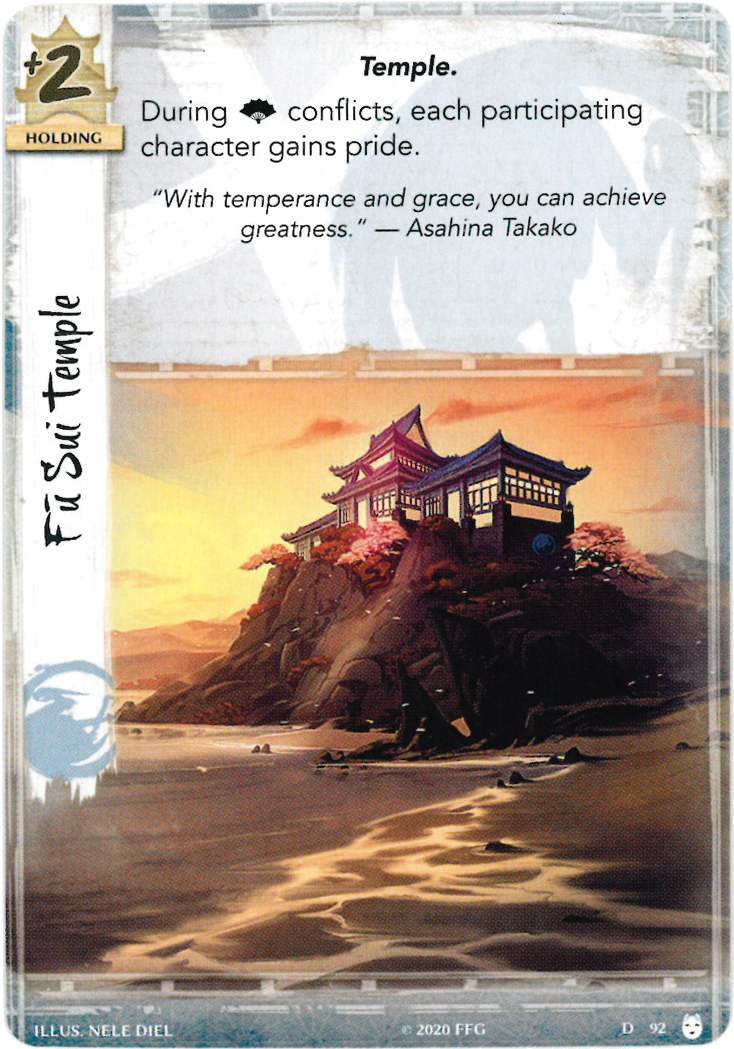 +2
HOLDING
Temple.
During conflicts, each participating
character gains pride.
“With temperance and grace, you can achieve
greatness.” — Asahina Takako
Fū Sui Temple
ILLUS. NELE DIEL
© 2020 FFG
D 92